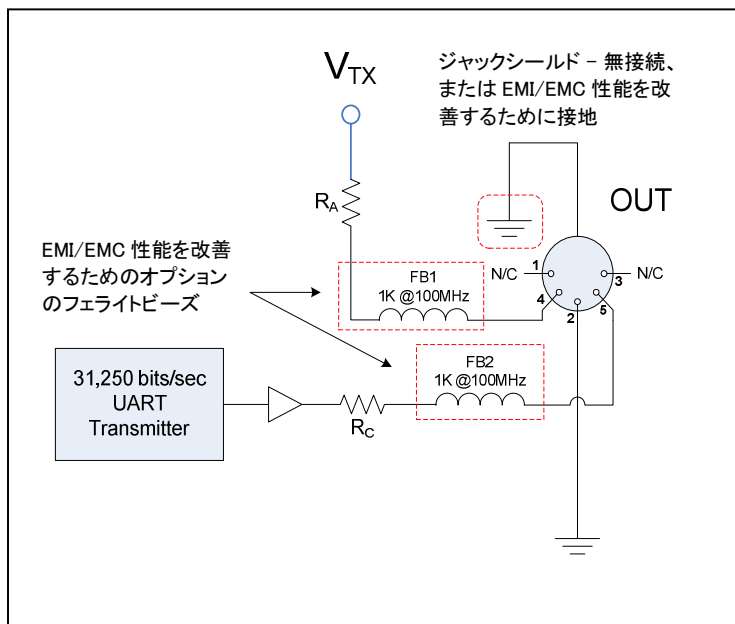 VTX
ジャックシールド – 無接続、
または EMI/EMC 性能を改
善するために接地
RA
OUT
EMI/EMC 性能を改善
するためのオプション
のフェライトビーズ
FB1
1K @100MHz
N/C
1
3
N/C
4
2
5
FB2
1K @100MHz
31,250 bits/sec
UART
Transmitter
RC